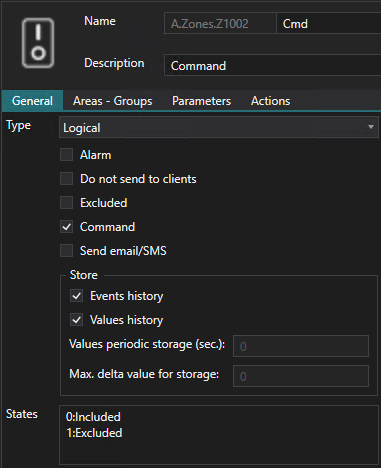 Name A.Zones.Z1002 Cmd
Description Command
General Areas - Groups Parameters Actions
Type Logical
Alarm
Do not send to clients
Excluded
Command
Send email/SMS
Store
Events history
Values history
Values periodic storage (sec.): 0
Max. delta value for storage: 0
States 0:Included
1:Excluded